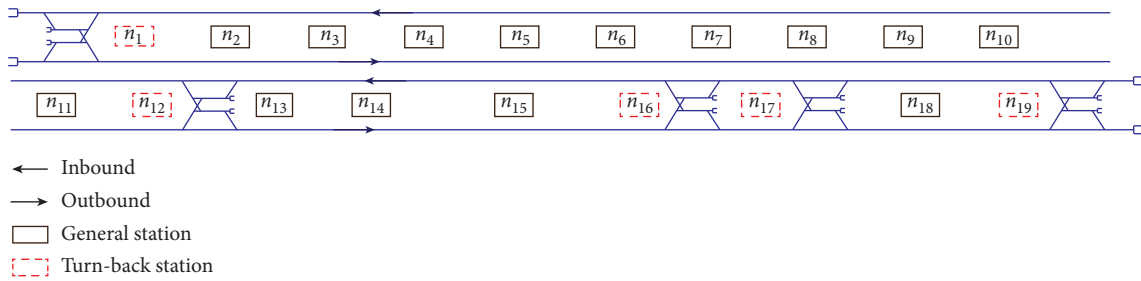 n1 n2 n3 n4 n5 n6 n7 n8 n9 n10
n11 n12 n13 n14 n15 n16 n17 n18 n19
Inbound
Outbound
General station
Turn-back station